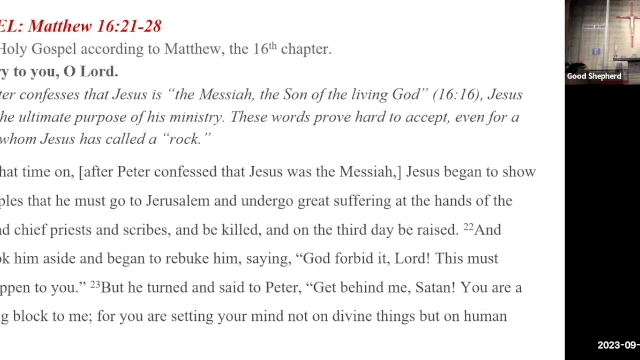 EL: Matthew 16:21-28
Holy Gospel according to Matthew, the 16th chapter.
ry to you, O Lord.
ter confesses that Jesus is “the Messiah, the Son of the living God” (16:16), Jesus
he ultimate purpose of his ministry. These words prove hard to accept, even for a
whom Jesus has called a “rock.”
hat time on, [after Peter confessed that Jesus was the Messiah,] Jesus began to show
ples that he must go to Jerusalem and undergo great suffering at the hands of the
nd chief priests and scribes, and be killed, and on the third day be raised. 22And
ok him aside and began to rebuke him, saying, “God forbid it, Lord! This must
ppen to you.” 23But he turned and said to Peter, “Get behind me, Satan! You are a
ng block to me; for you are setting your mind not on divine things but on human
Good Shepherd
2023-09-